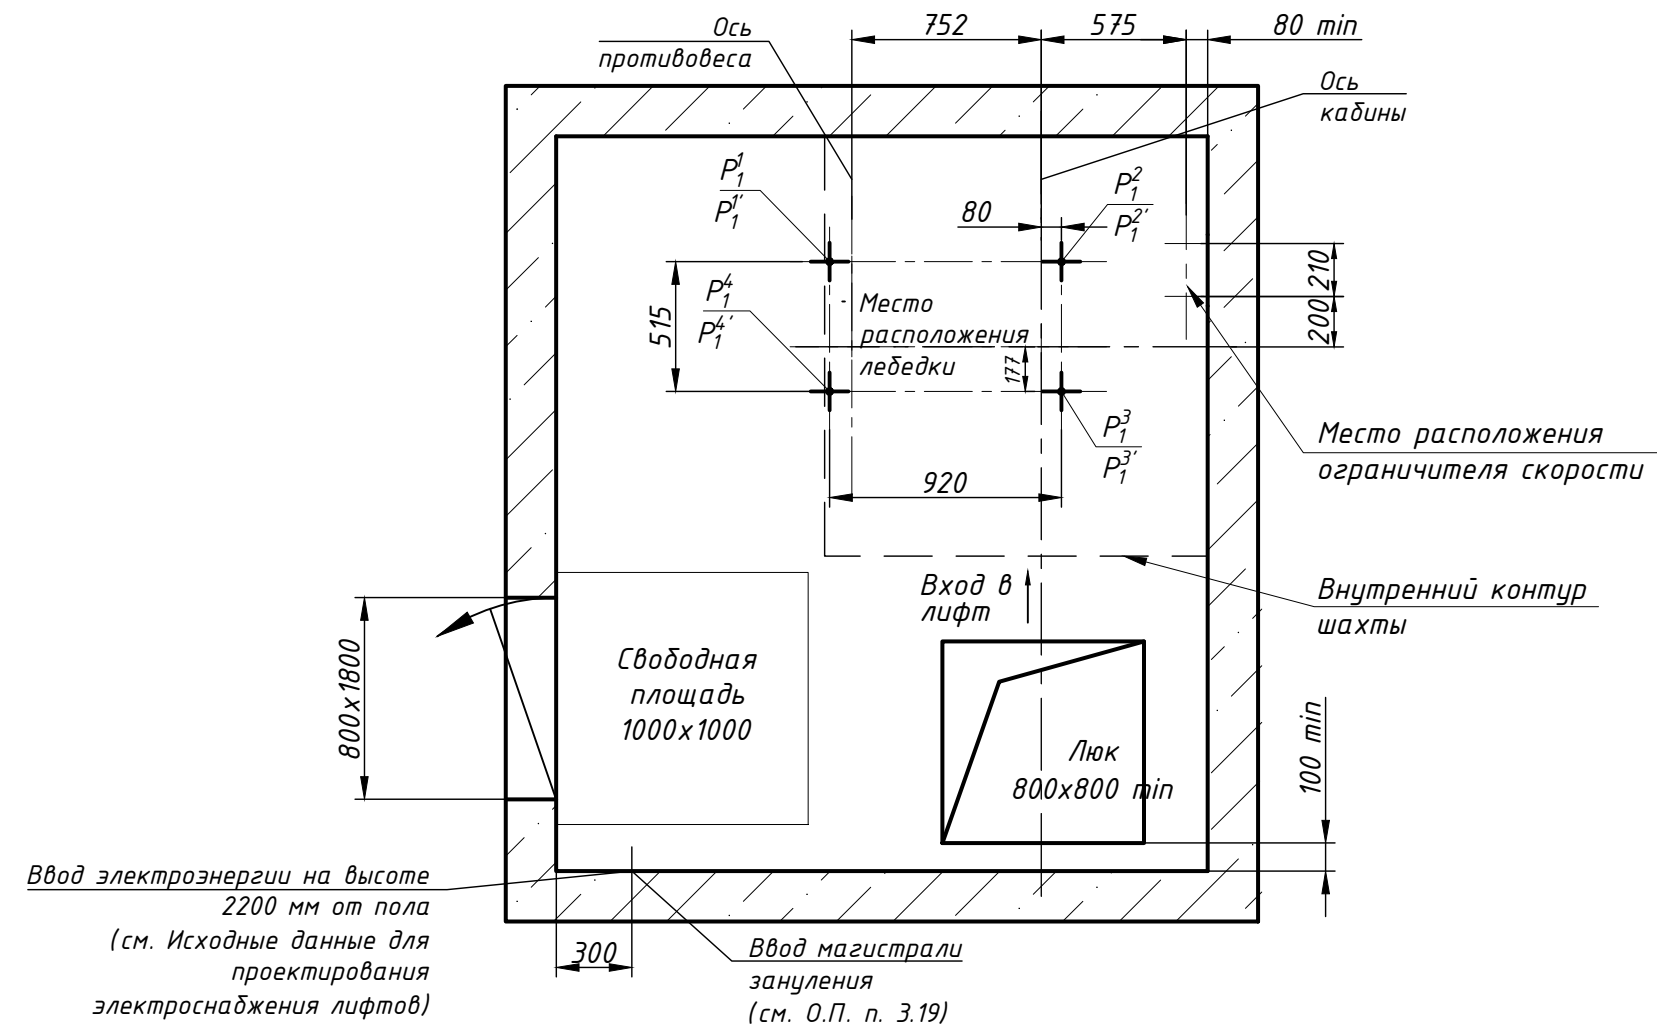 Ось
противовеса
752
575
80 min
Ось
кабины
P₁¹
P₁¹'
80
P₁²
P₁²'
P₁⁴
P₁⁴'
515
Место
расположения
лебедки
177
210
200
P₁³
P₁³'
920
Место расположения
ограничителя скорости
Вход в
лифт
Внутренний контур
шахты
800х1800
Свободная
площадь
1000х1000
Люк
800х800 min
100 min
Ввод электроэнергии на высоте
2200 мм от пола
(см. Исходные данные для
проектирования
электроснабжения лифтов)
300
Ввод магистрали
зануления
(см. О.П. п. 3.19)